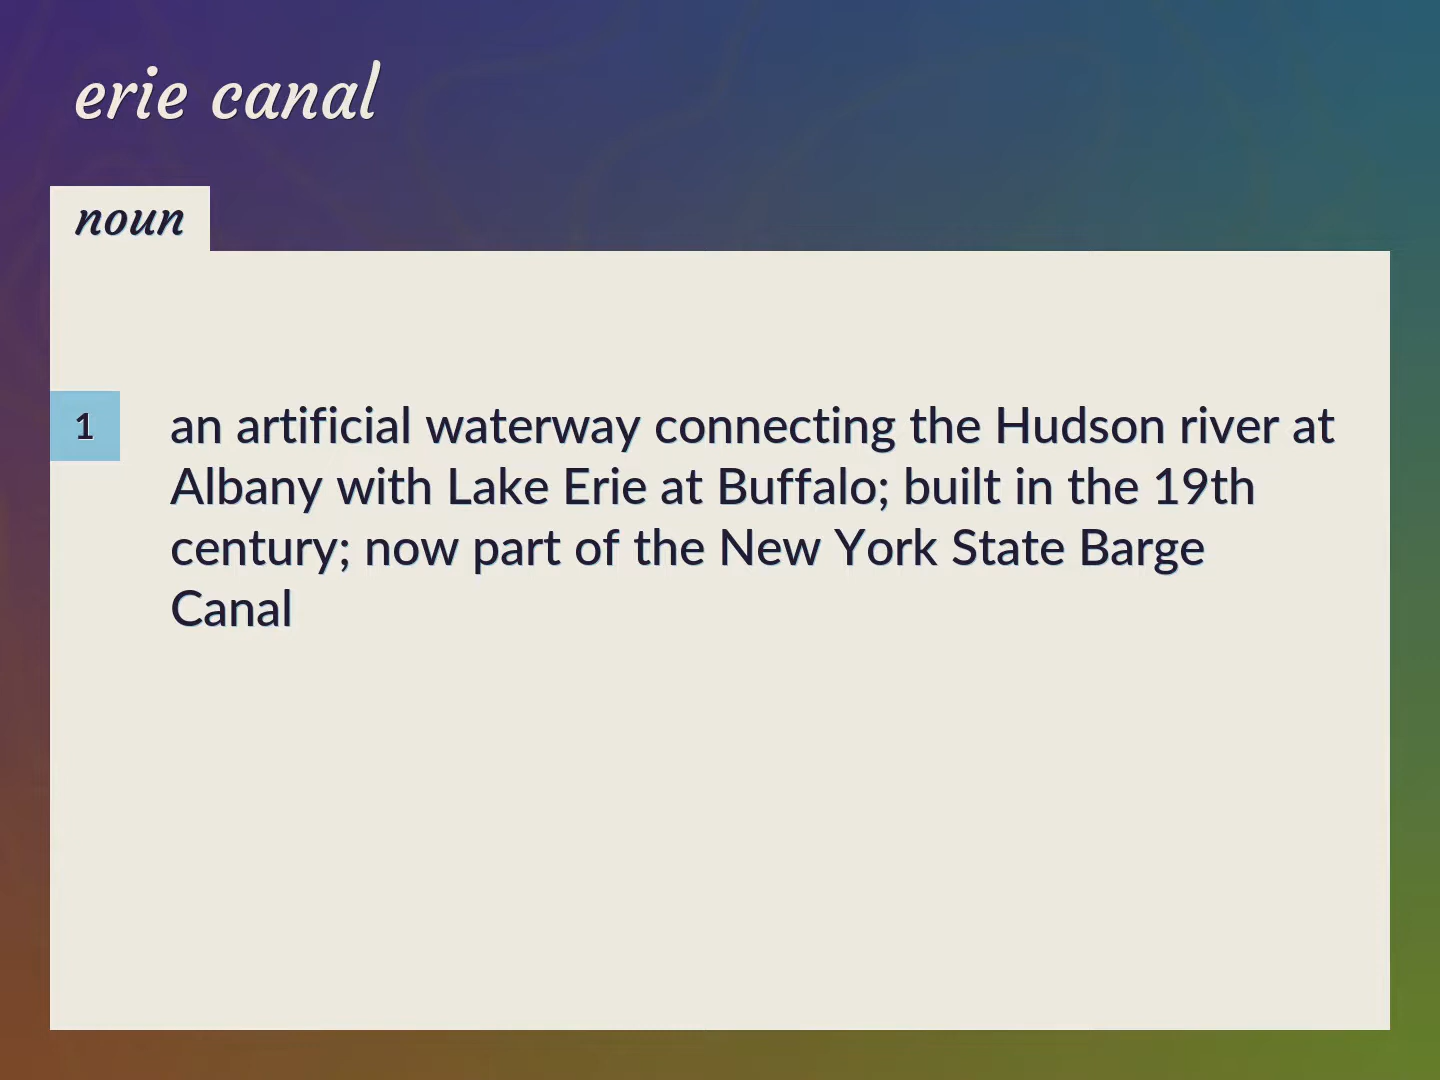 erie canal
noun
1
an artificial waterway connecting the Hudson river at
Albany with Lake Erie at Buffalo; built in the 19th
century; now part of the New York State Barge
Canal